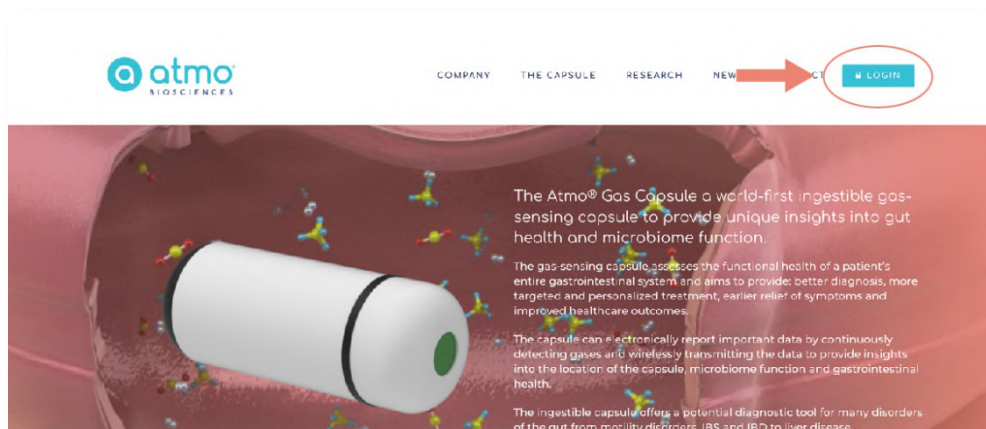 a atmo
BIOSCIENCES
COMPANY THE CAPSULE RESEARCH NEW CT LOGIN
The Atmo® Gas Capsule a world-first ingestible gas-
sensing capsule to provide unique insights into gut
health and microbiome function.
The gas-sensing capsule assesses the functional health of a patient's
entire gastrointestinal system and aims to provide: better diagnosis, more
targeted and personalized treatment, earlier relief of symptoms and
improved healthcare outcomes.
The capsule can electronically report important data by continuously
detecting gases and wirelessly transmitting the data to provide insights
into the location of the capsule, microbiome function and gastrointestinal
health.
The ingestible capsule offers a potential diagnostic tool for many disorders
of the gut from motility disorders, IBS and IBD to liver disease.